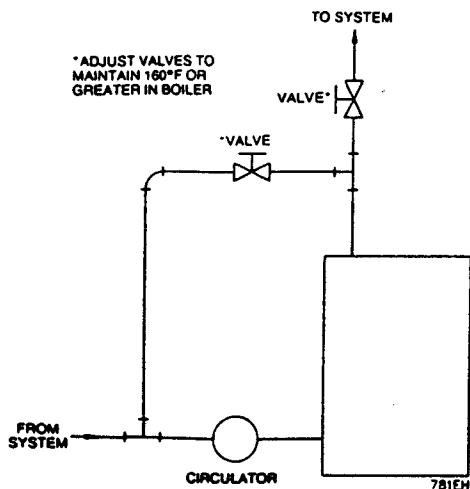 TO SYSTEM
*ADJUST VALVES TO
MAINTAIN 160°F OR
GREATER IN BOILER
VALVE*
*VALVE
FROM
SYSTEM
CIRCULATOR
781EH